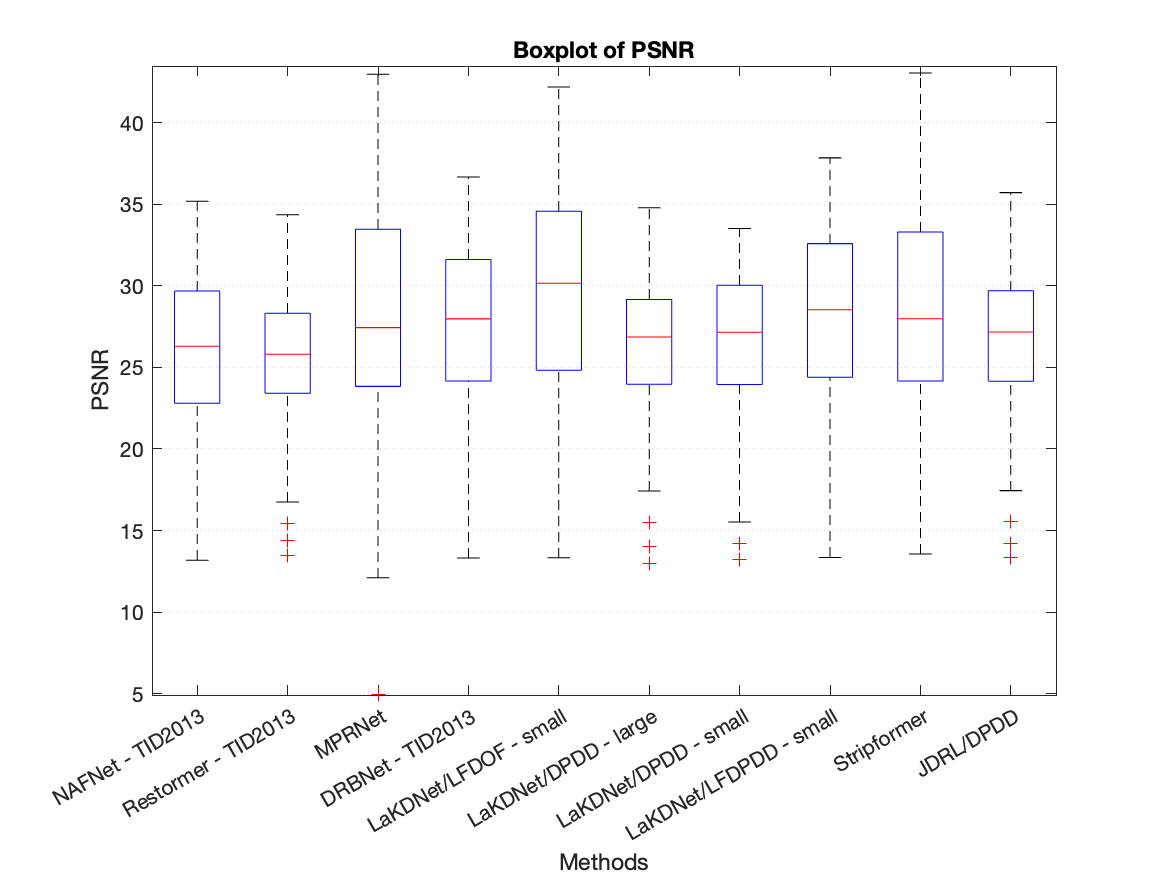 Boxplot of PSNR
40
35
30
25
20
15
10
5
PSNR
NAFNet - TID2013
Restormer - TID2013
MPRNet
DRBNet - TID2013
LaKDNet/LFDOF - small
LaKDNet/DPDD - large
LaKDNet/DPDD - small
LaKDNet/LFDPDD - small
Stripformer
JDRL/DPDD
Methods